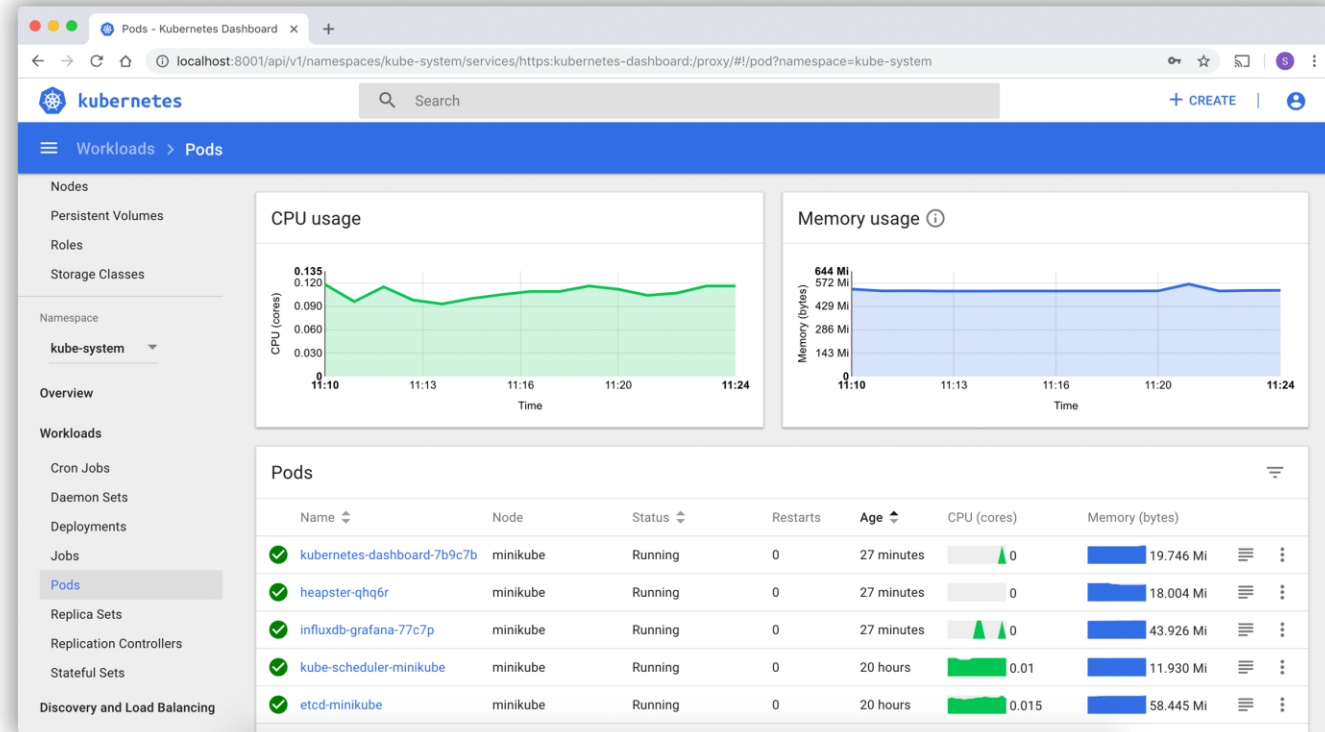 Pods - Kubernetes Dashboard
localhost:8001/api/v1/namespaces/kube-system/services/https:kubernetes-dashboard:/proxy/#!/pod?namespace=kube-system
S
kubernetes
Search
+ CREATE
Workloads > Pods
Nodes
Persistent Volumes
Roles
Storage Classes
Namespace
kube-system
Overview
Workloads
Cron Jobs
Daemon Sets
Deployments
Jobs
Pods
Replica Sets
Replication Controllers
Stateful Sets
Discovery and Load Balancing
CPU usage
CPU (cores)
0.135
0.120
0.090
0.060
0.030
0
11:10 11:13 11:16 11:20 11:24
Time
Memory usage
Memory (bytes)
644 Mi
572 Mi
429 Mi
286 Mi
143 Mi
0
11:10 11:13 11:16 11:20 11:24
Time
Pods
Name Node Status Restarts Age CPU (cores) Memory (bytes)
kubernetes-dashboard-7b9c7b minikube Running 0 27 minutes 0 19.746 Mi
heapster-qhq6r minikube Running 0 27 minutes 0 18.004 Mi
influxdb-grafana-77c7p minikube Running 0 27 minutes 0 43.926 Mi
kube-scheduler-minikube minikube Running 0 20 hours 0.01 11.930 Mi
etcd-minikube minikube Running 0 20 hours 0.015 58.445 Mi